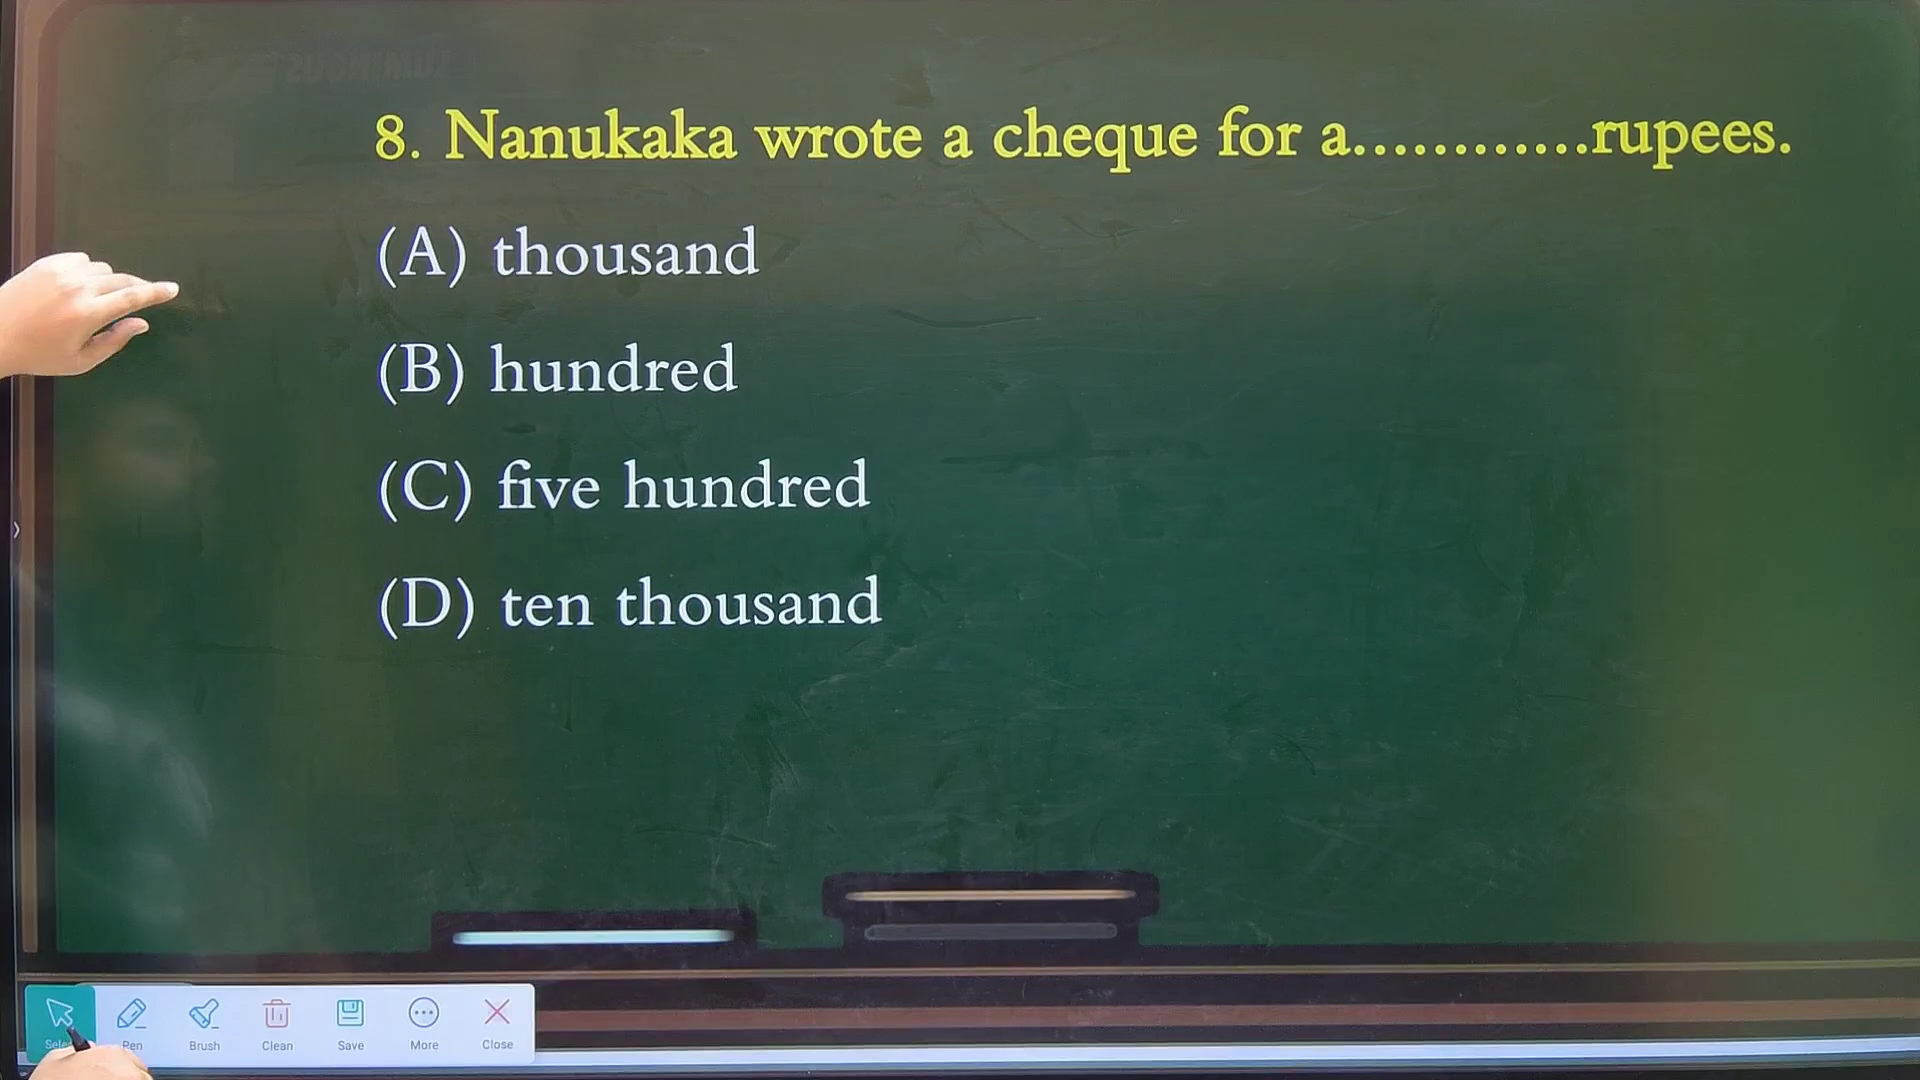 8. Nanukaka wrote a cheque for a............rupees.
(A) thousand
(B) hundred
(C) five hundred
(D) ten thousand
Pen Brush Clean Save More Close